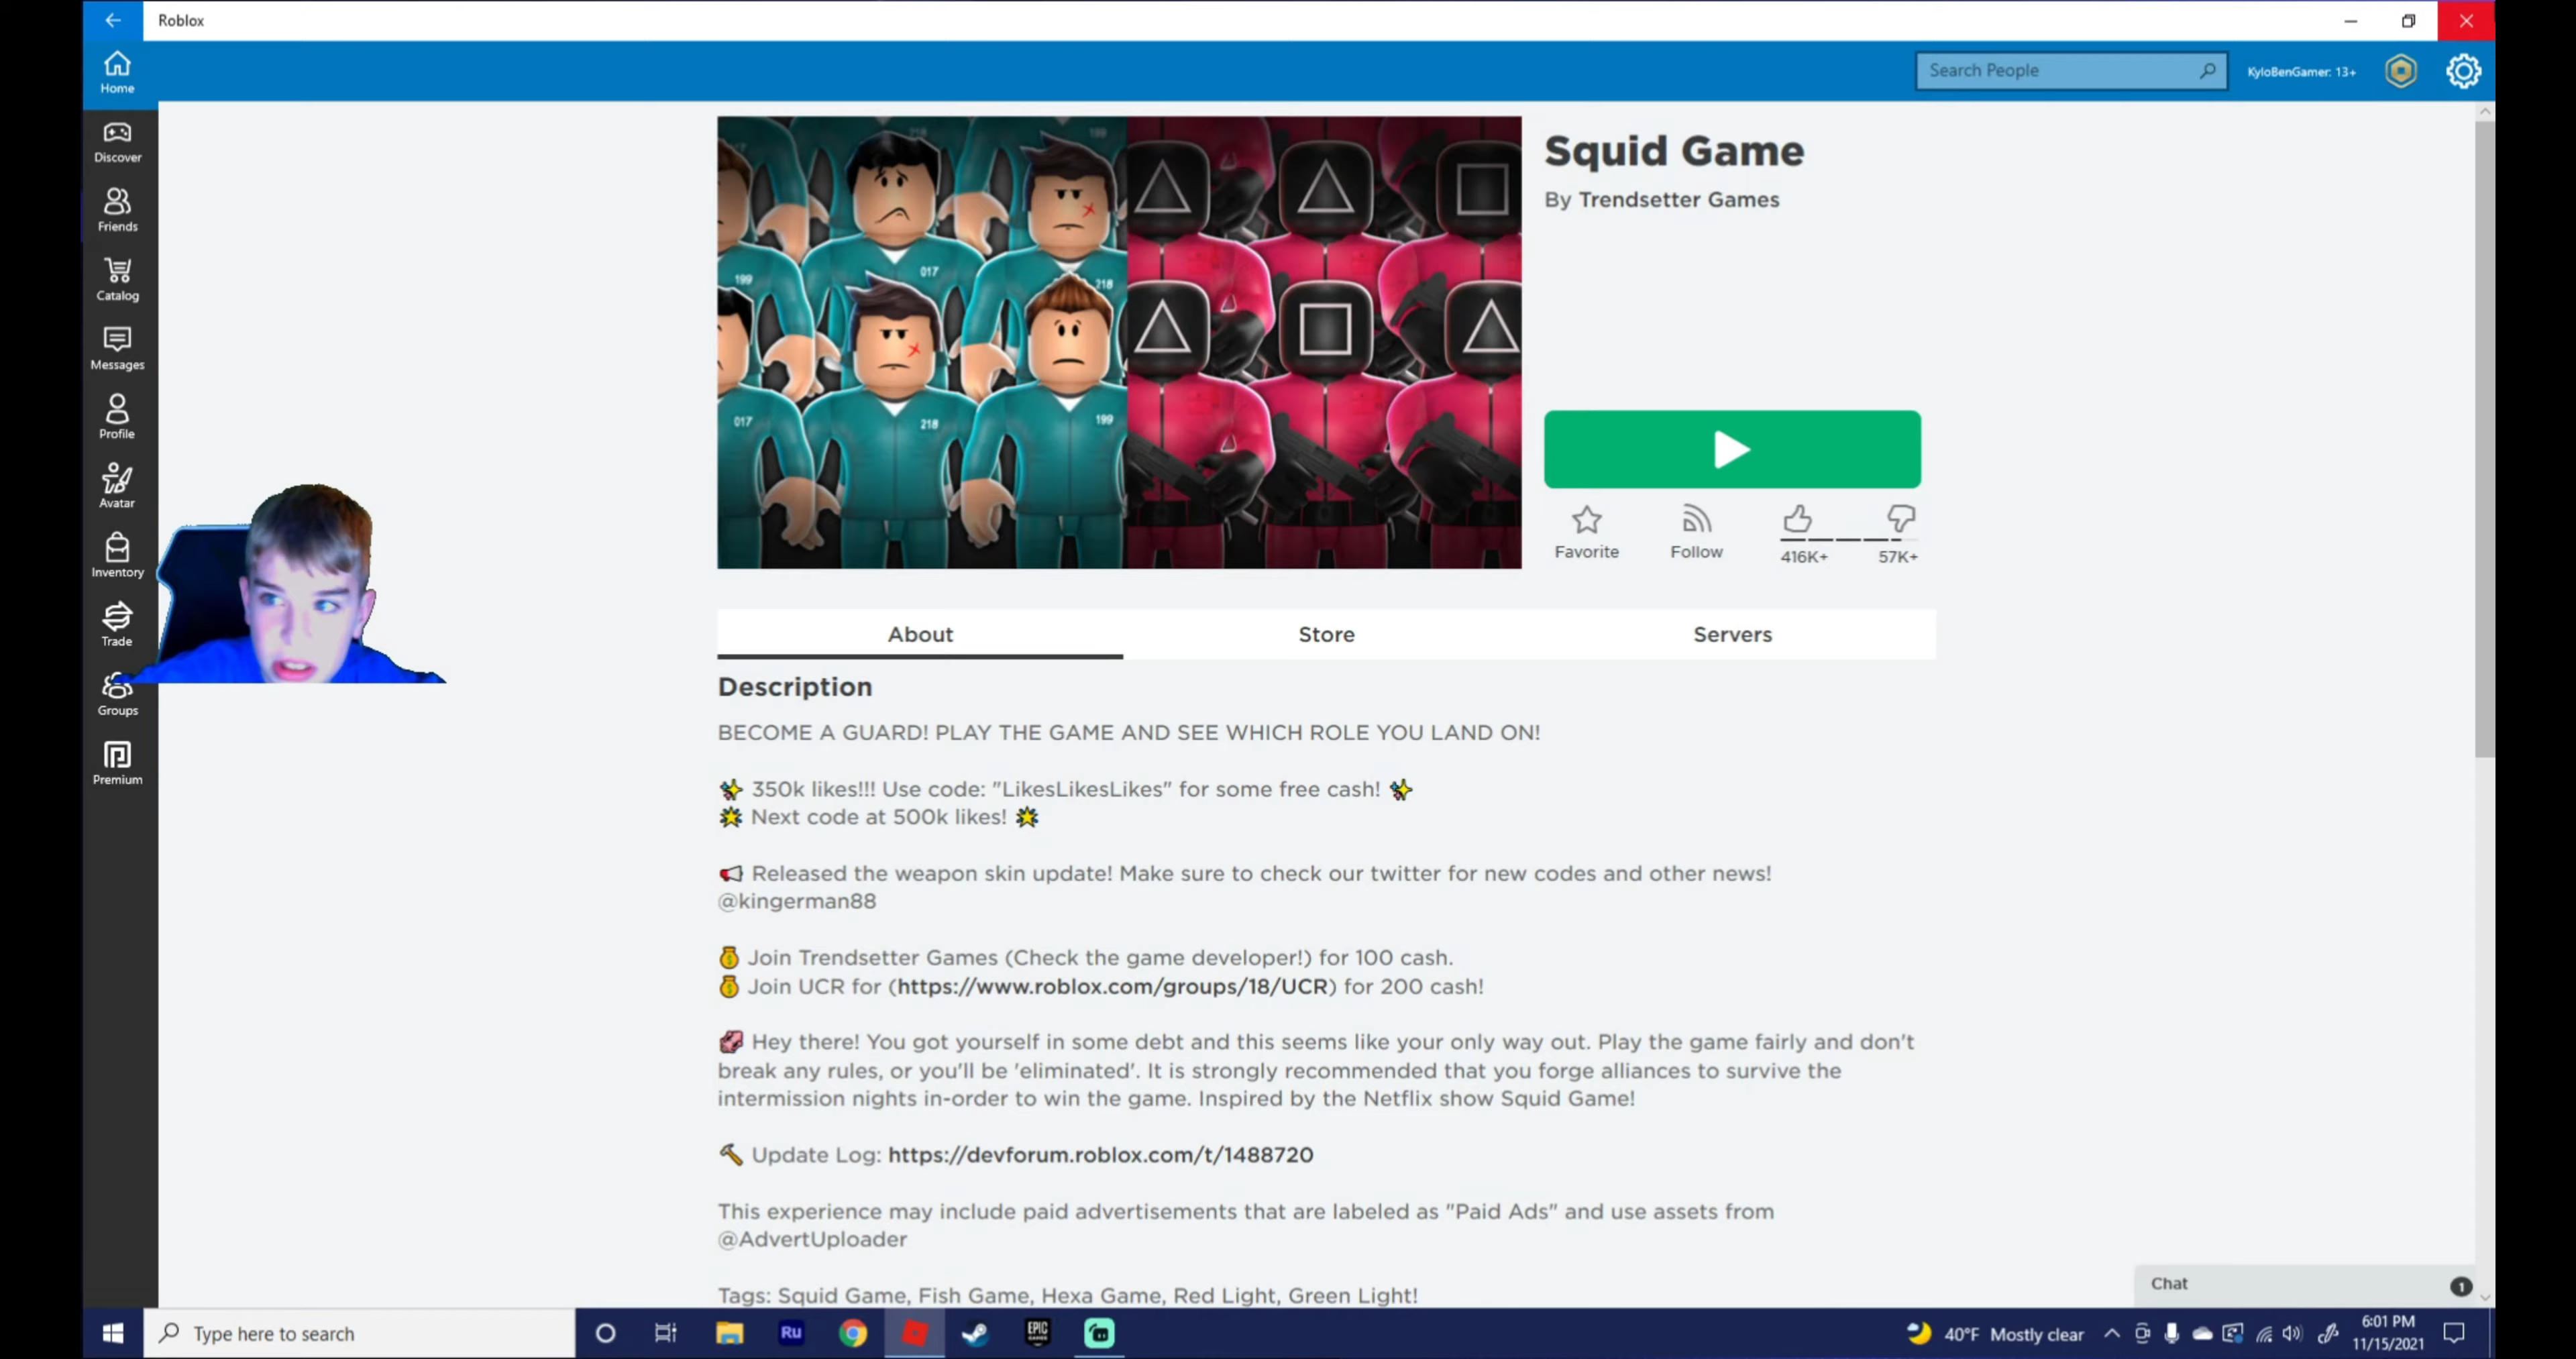 Roblox
Search People
KyloBenGamer: 13+
Home
Discover
Friends
Catalog
Messages
Profile
Avatar
Inventory
Trade
Groups
Premium
218
199
199
017
218
017
218
199
Squid Game
By Trendsetter Games
Favorite
Follow
416K+
57K+
About
Store
Servers
Description
BECOME A GUARD! PLAY THE GAME AND SEE WHICH ROLE YOU LAND ON!
✨ 350k likes!!! Use code: "LikesLikesLikes" for some free cash! ✨
🌟 Next code at 500k likes! 🌟
📢 Released the weapon skin update! Make sure to check our twitter for new codes and other news!
@kingerman88
💰 Join Trendsetter Games (Check the game developer!) for 100 cash.
💰 Join UCR for (https://www.roblox.com/groups/18/UCR) for 200 cash!
🦑 Hey there! You got yourself in some debt and this seems like your only way out. Play the game fairly and don't
break any rules, or you'll be 'eliminated'. It is strongly recommended that you forge alliances to survive the
intermission nights in-order to win the game. Inspired by the Netflix show Squid Game!
🔨 Update Log: https://devforum.roblox.com/t/1488720
This experience may include paid advertisements that are labeled as "Paid Ads" and use assets from
@AdvertUploader
Tags: Squid Game, Fish Game, Hexa Game, Red Light, Green Light!
Chat
1
Type here to search
Ru
EPIC
GAMES
40°F Mostly clear
6:01 PM
11/15/2021